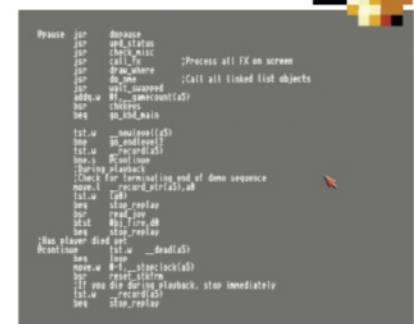 @pause jsr dopause
jsr upd_status
jsr check_misc
jsr call_fx ;Process all FX on screen
jsr draw_where
jsr do_nme ;Call all linked list objects
jsr wait_swapped
addq.w #1,__gamecount(a5)
bsr chkkeys
beq go_kbd_main
tst.w __newlevel(a5)
bne go_endlevel2
tst.w __record(a5)
bne.s @continue
;During playback
;Check for terminating end of demo sequence
move.l __record_ptr(a5),a0
tst.w (a0)
beq stop_replay
bsr read_joy
btst #bj_fire,d0
beq stop_replay
;Has player died yet
@continue tst.w __dead(a5)
beq loop
move.w #-1,__stopclock(a5)
bsr reset_stkfrm
;If you die during playback, stop immediately
tst.w __record(a5)
beq stop_replay